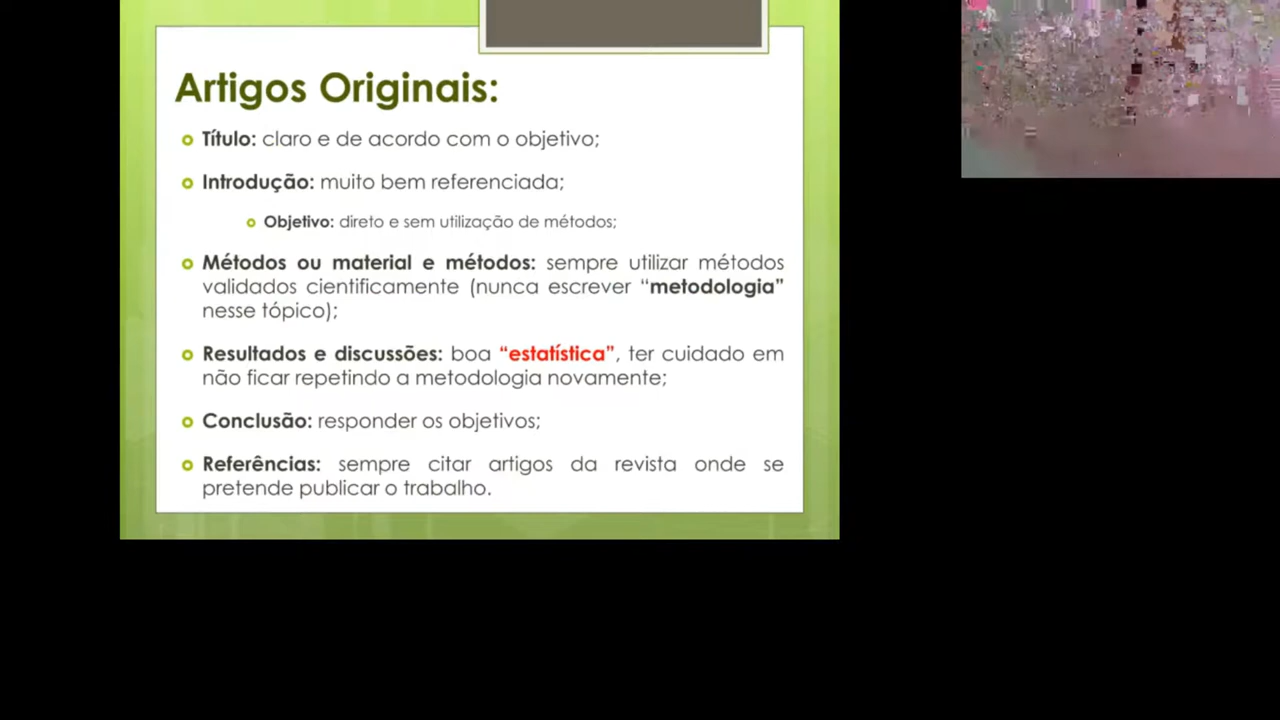 Artigos Originais:
Título: claro e de acordo com o objetivo;
Introdução: muito bem referenciada;
Objetivo: direto e sem utilização de métodos;
Métodos ou material e métodos: sempre utilizar métodos
validados cientificamente (nunca escrever “metodologia”
nesse tópico);
Resultados e discussões: boa “estatística”, ter cuidado em
não ficar repetindo a metodologia novamente;
Conclusão: responder os objetivos;
Referências: sempre citar artigos da revista onde se
pretende publicar o trabalho.